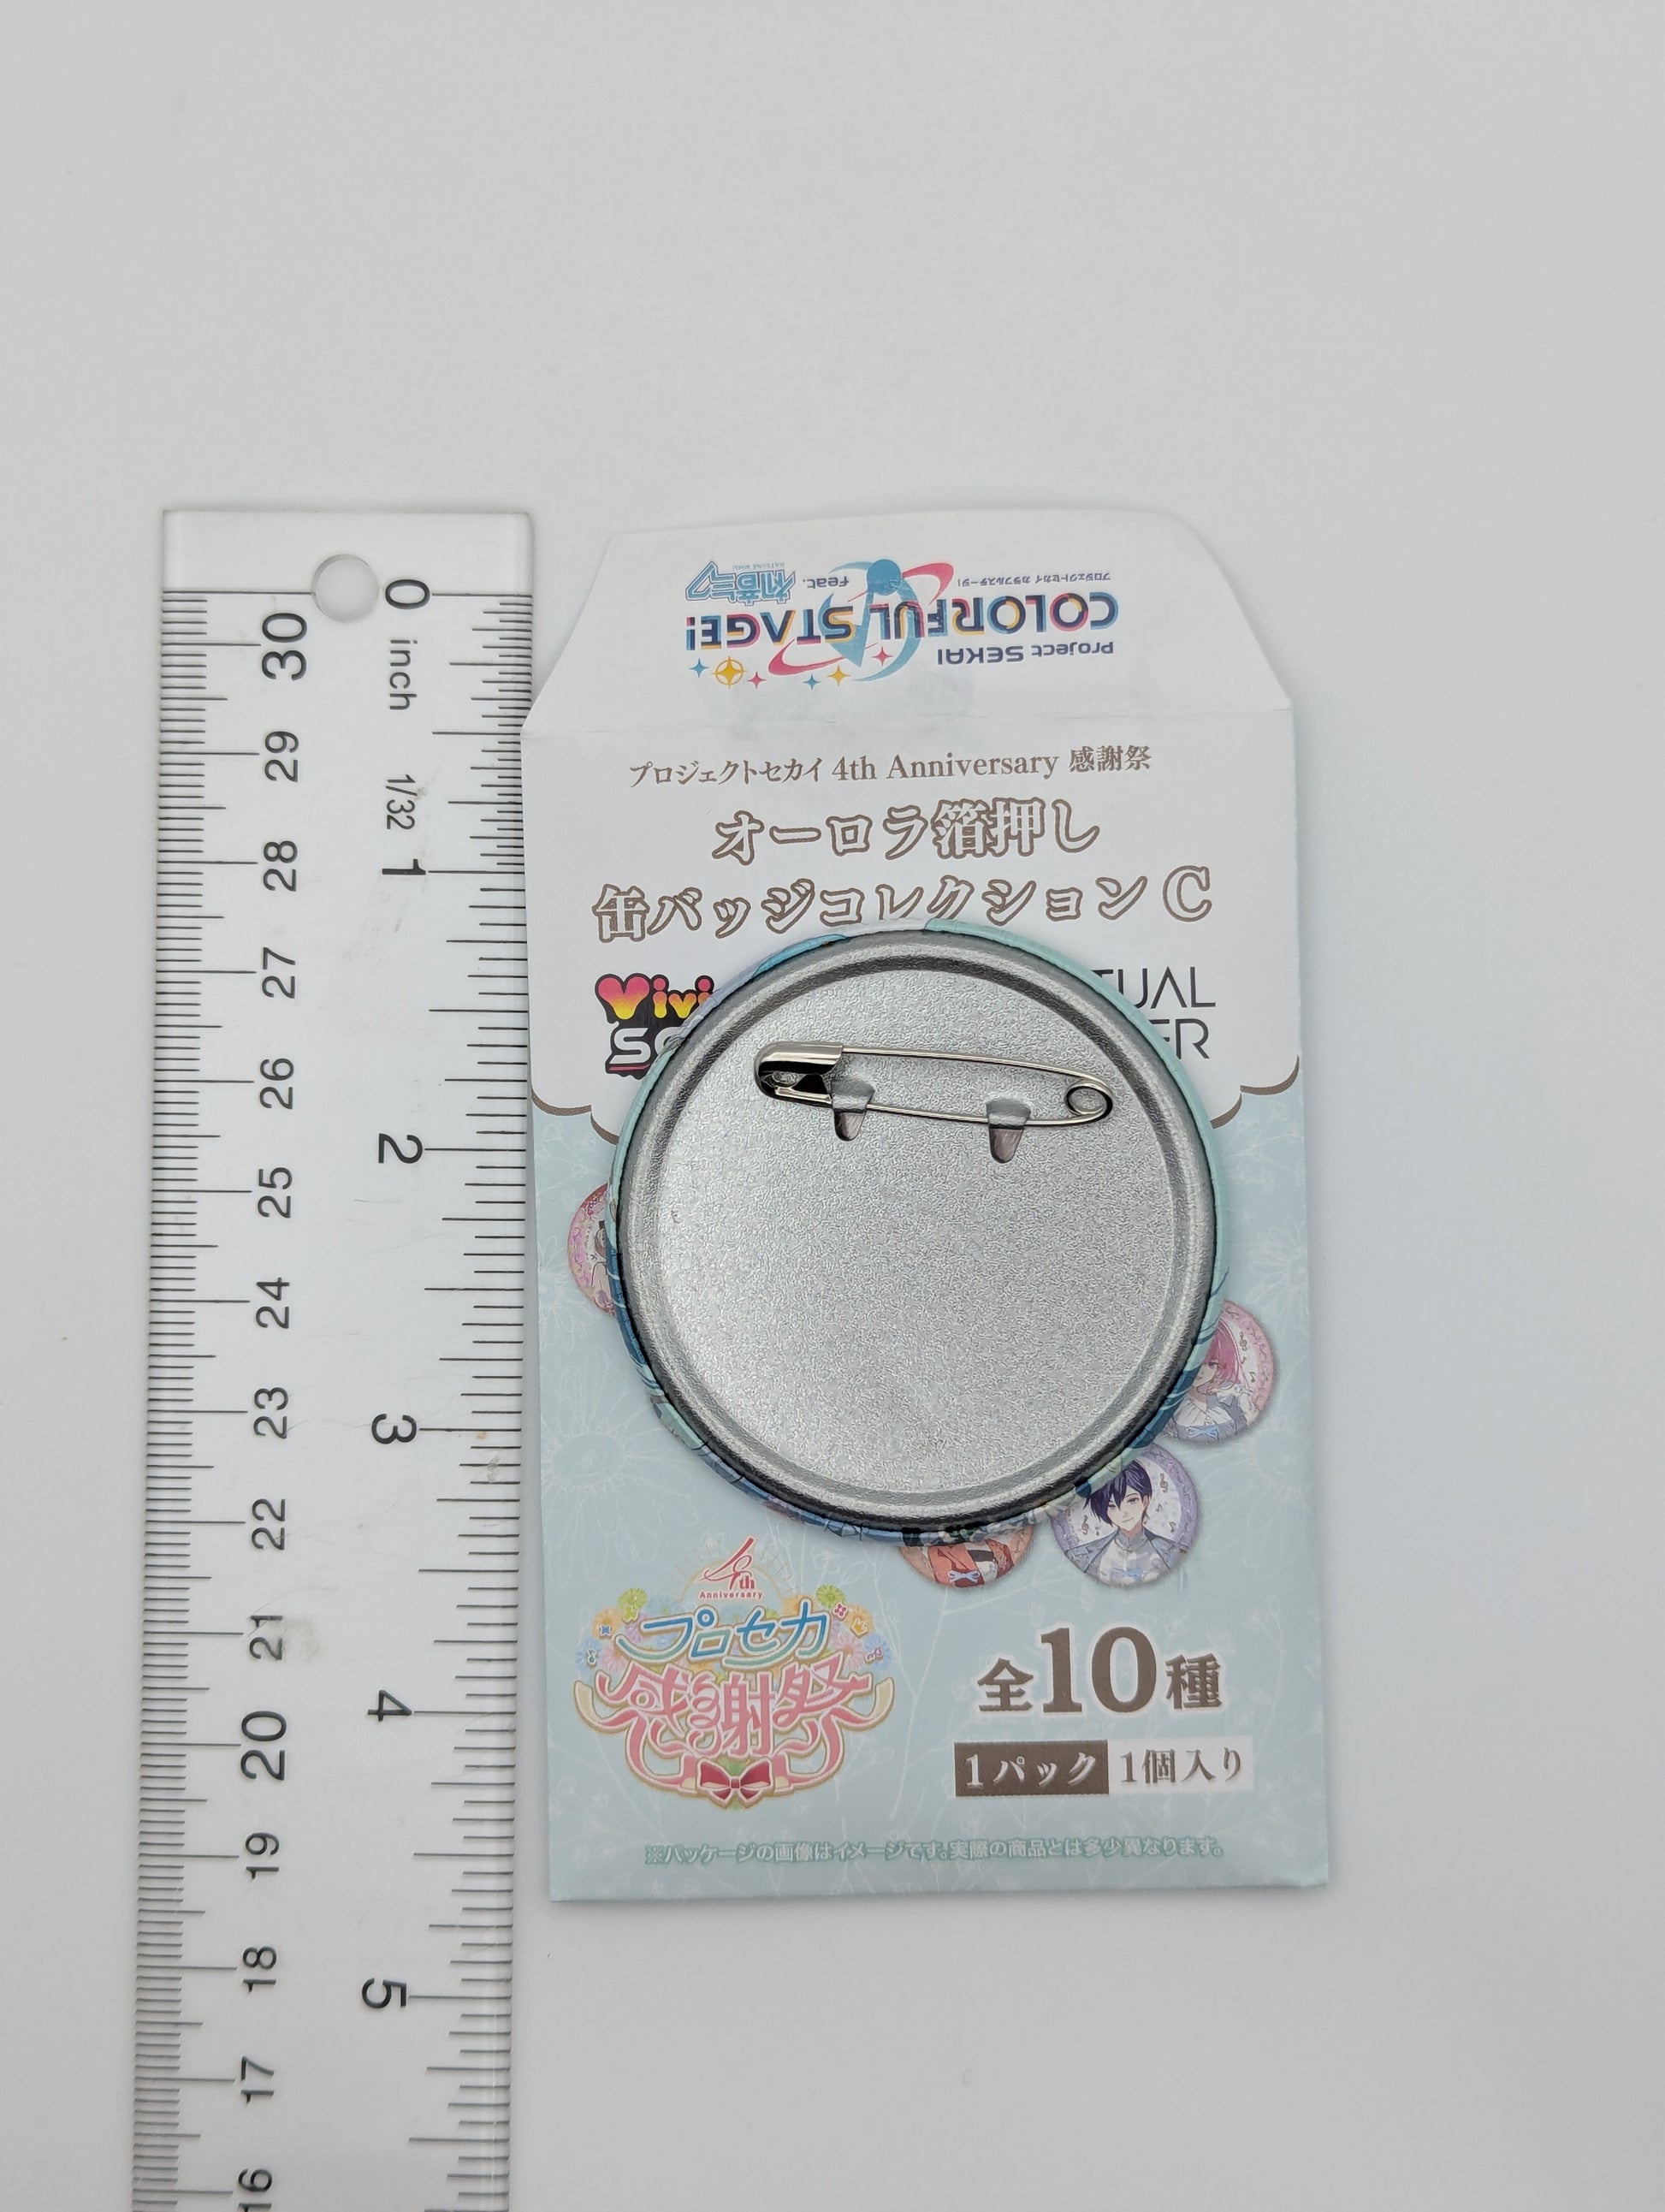 0
inch
1/32
1
2
3
4
5
30
29
28
27
26
25
24
23
22
21
20
19
18
17
16
Project SEKAI
COLORFUL STAGE!
プロジェクトセカイ カラフルステージ!
feat.
初音ミク
HATSUNE MIKU
プロジェクトセカイ 4th Anniversary 感謝祭
オーロラ箔押し
缶バッジコレクション C
Vivi
TUAL
ER
4th
Anniversary
プロセカ
感謝祭
全10種
1パック 1個入り
※パッケージの画像はイメージです。実際の商品とは多少異なります。